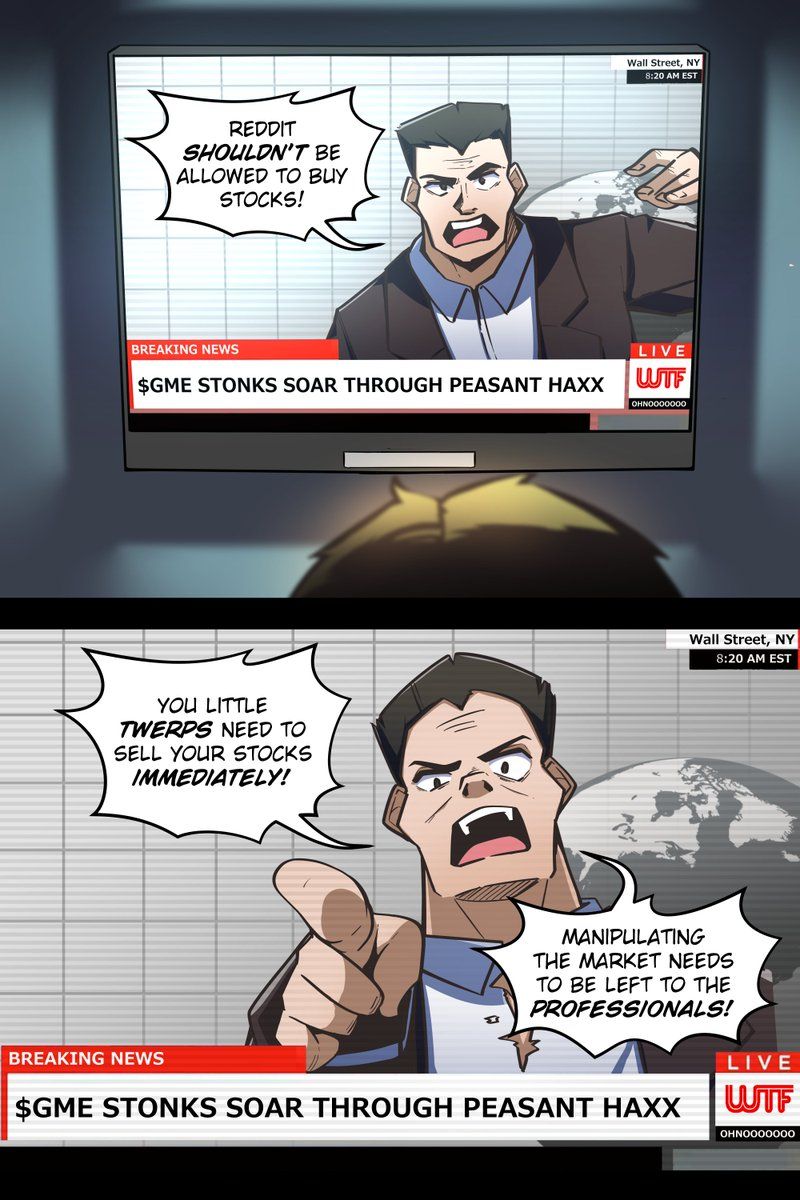 Wall Street, NY
8:20 AM EST
REDDIT
SHOULDN'T BE
ALLOWED TO BUY
STOCKS!
BREAKING NEWS
$GME STONKS SOAR THROUGH PEASANT HAXX
LIVE
WTF
OHNOOOOOOO
Wall Street, NY
8:20 AM EST
YOU LITTLE
TWERPS NEED TO
SELL YOUR STOCKS
IMMEDIATELY!
MANIPULATING
THE MARKET NEEDS
TO BE LEFT TO THE
PROFESSIONALS!
BREAKING NEWS
$GME STONKS SOAR THROUGH PEASANT HAXX
LIVE
WTF
OHNOOOOOOO